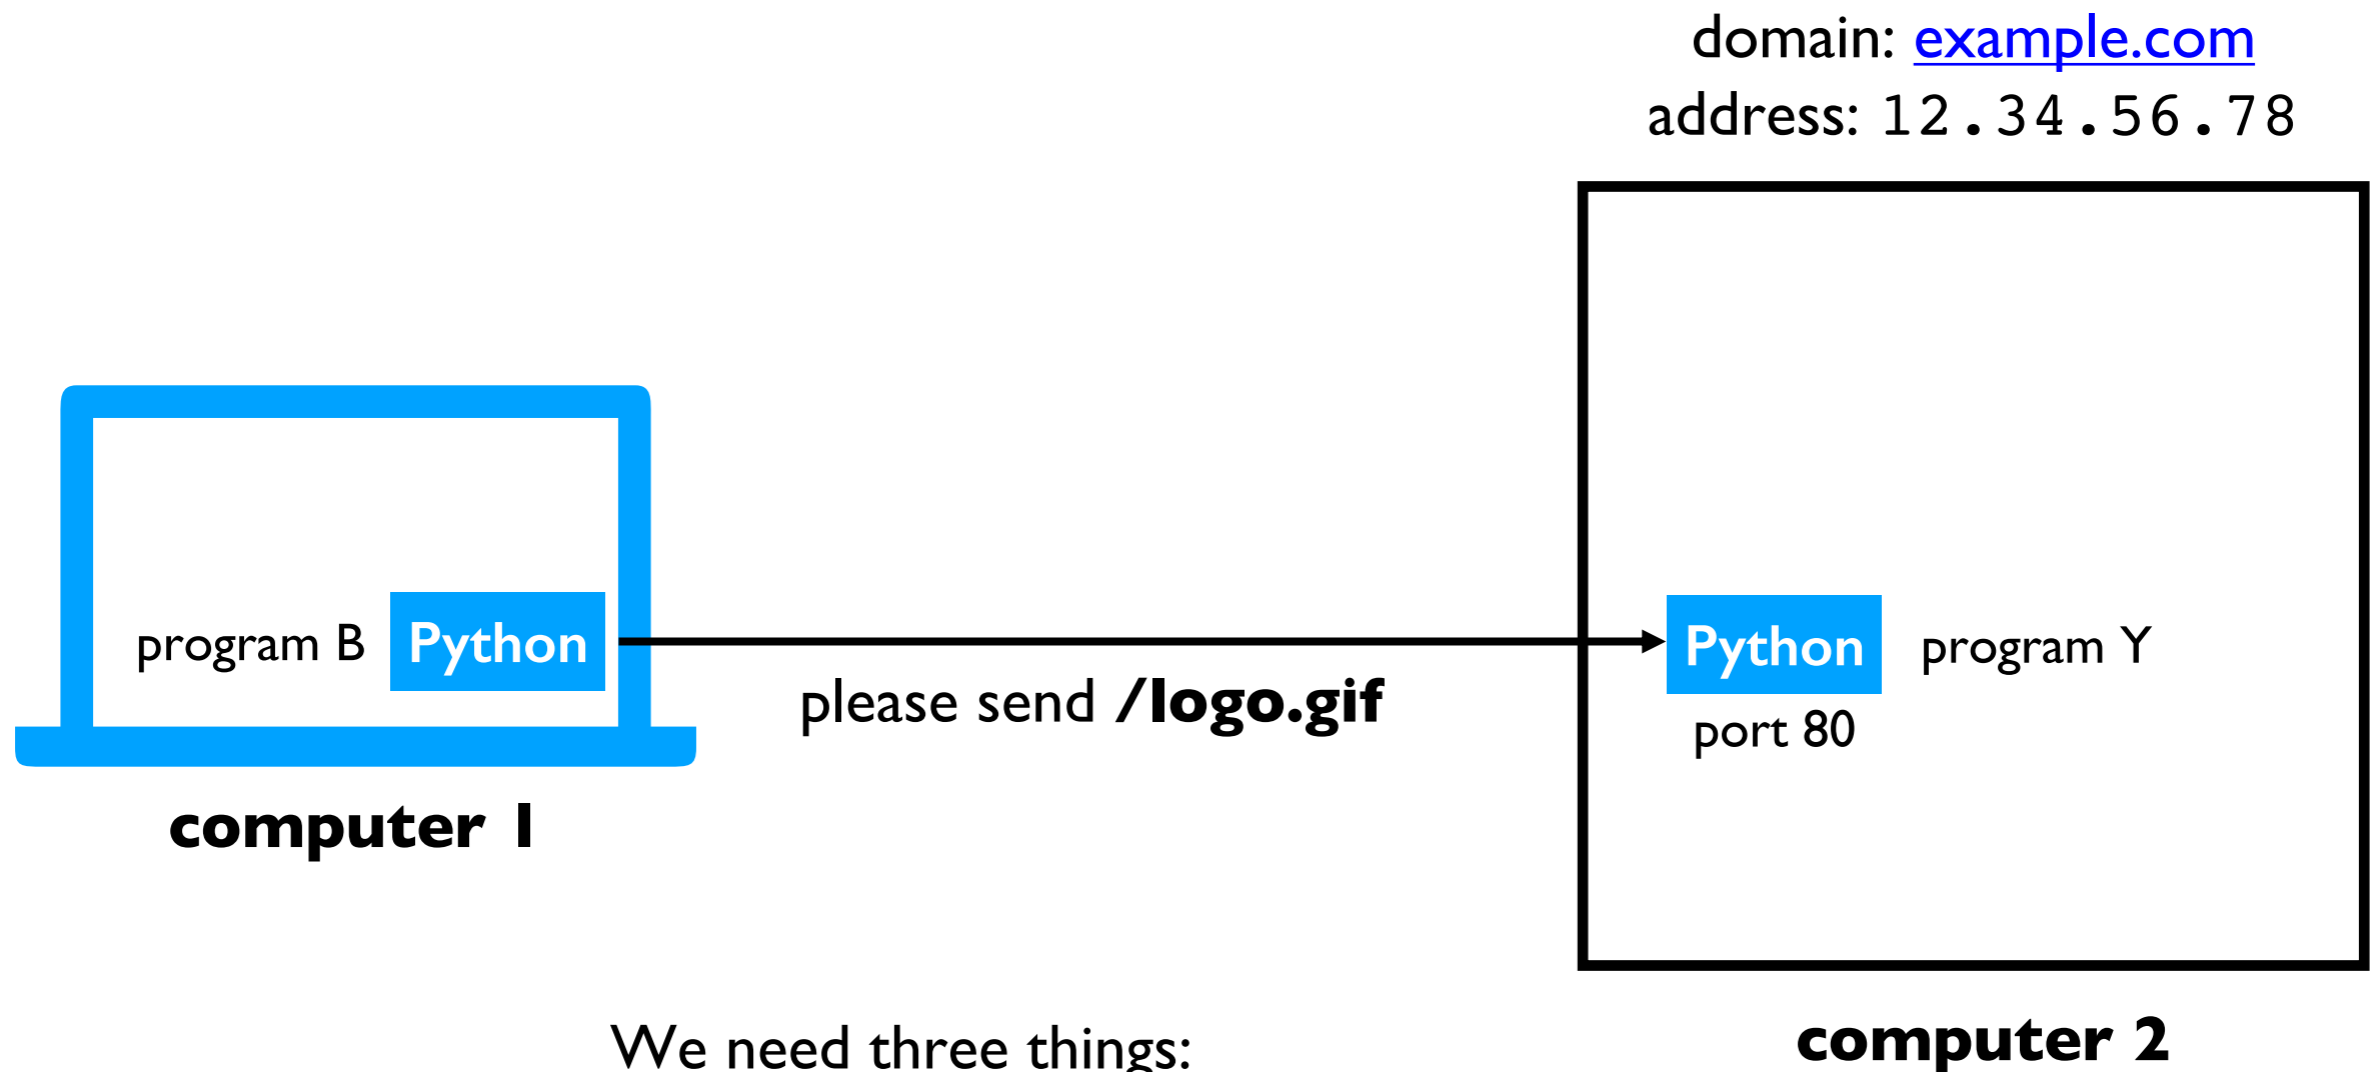 domain: example.com
address: 12.34.56.78
program B Python
Python program Y
please send /logo.gif
port 80
computer 1
We need three things:
computer 2